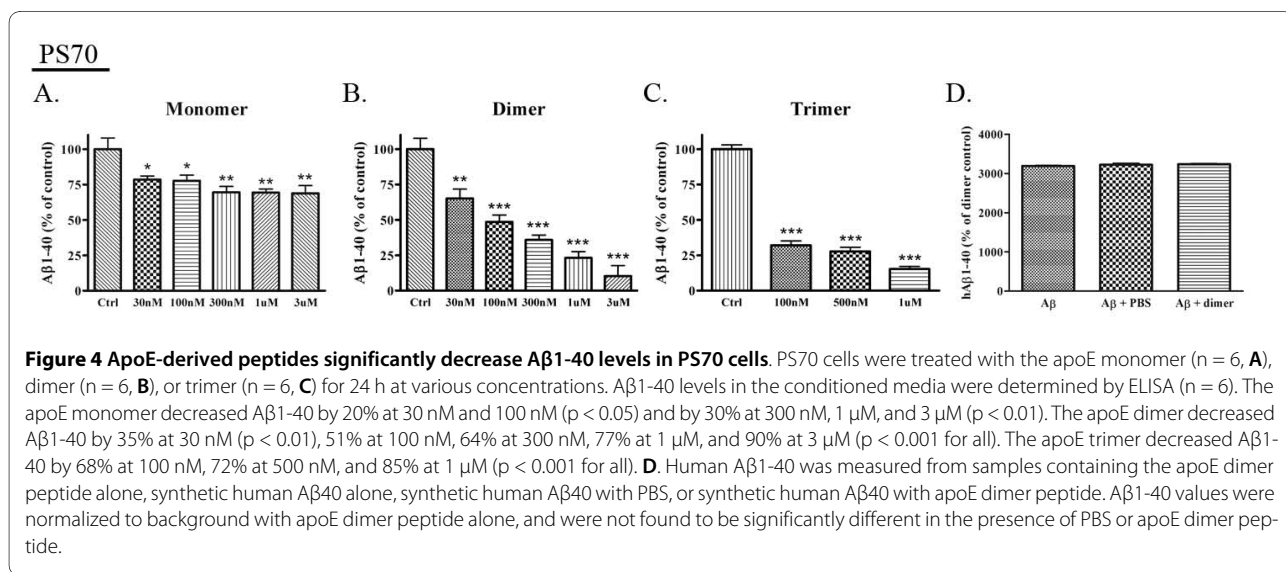 PS70
A.
Monomer
Aβ1-40 (% of control)
100
75
50
25
0
*
*
**
**
**
Ctrl 30nM 100nM 300nM 1uM 3uM
B.
Dimer
Aβ1-40 (% of control)
100
75
50
25
0
**
***
***
***
***
Ctrl 30nM 100nM 300nM 1uM 3uM
C.
Trimer
Aβ1-40 (% of control)
100
75
50
25
0
***
***
***
Ctrl 100nM 500nM 1uM
D.
hAβ1-40 (% of dimer control)
4000
3000
2000
1000
0
Aβ Aβ + PBS Aβ + dimer
Figure 4 ApoE-derived peptides significantly decrease Aβ1-40 levels in PS70 cells. PS70 cells were treated with the apoE monomer (n = 6, A),
dimer (n = 6, B), or trimer (n = 6, C) for 24 h at various concentrations. Aβ1-40 levels in the conditioned media were determined by ELISA (n = 6). The
apoE monomer decreased Aβ1-40 by 20% at 30 nM and 100 nM (p < 0.05) and by 30% at 300 nM, 1 μM, and 3 μM (p < 0.01). The apoE dimer decreased
Aβ1-40 by 35% at 30 nM (p < 0.01), 51% at 100 nM, 64% at 300 nM, 77% at 1 μM, and 90% at 3 μM (p < 0.001 for all). The apoE trimer decreased Aβ1-
40 by 68% at 100 nM, 72% at 500 nM, and 85% at 1 μM (p < 0.001 for all). D. Human Aβ1-40 was measured from samples containing the apoE dimer
peptide alone, synthetic human Aβ40 alone, synthetic human Aβ40 with PBS, or synthetic human Aβ40 with apoE dimer peptide. Aβ1-40 values were
normalized to background with apoE dimer peptide alone, and were not found to be significantly different in the presence of PBS or apoE dimer pep-
tide.